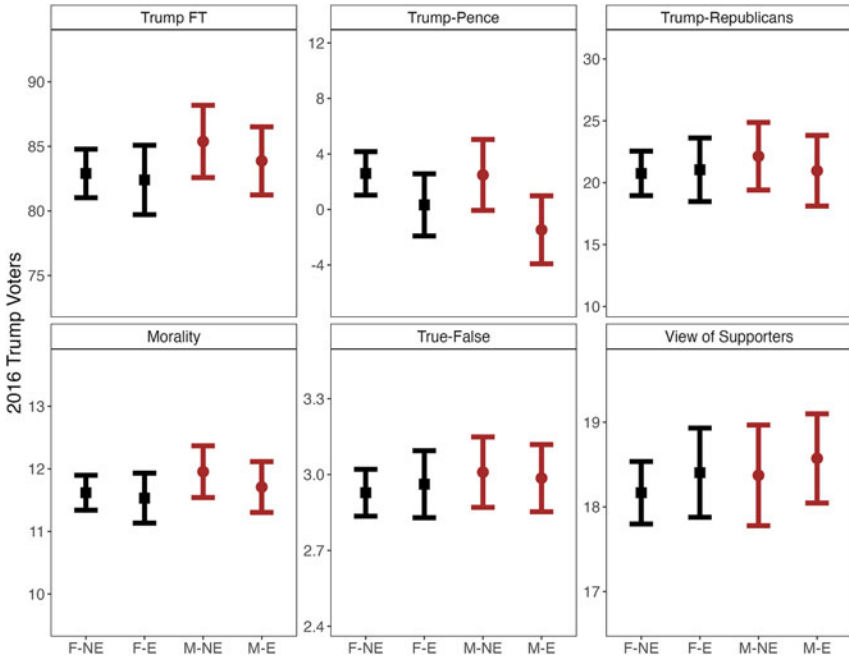 Trump FT
Trump-Pence
Trump-Republicans
90
85
80
75
12
8
4
0
-4
30
25
20
15
10
2016 Trump Voters
Morality
True-False
View of Supporters
13
12
11
10
3.3
3.0
2.7
2.4
19
18
17
F-NE F-E M-NE M-E
F-NE F-E M-NE M-E
F-NE F-E M-NE M-E